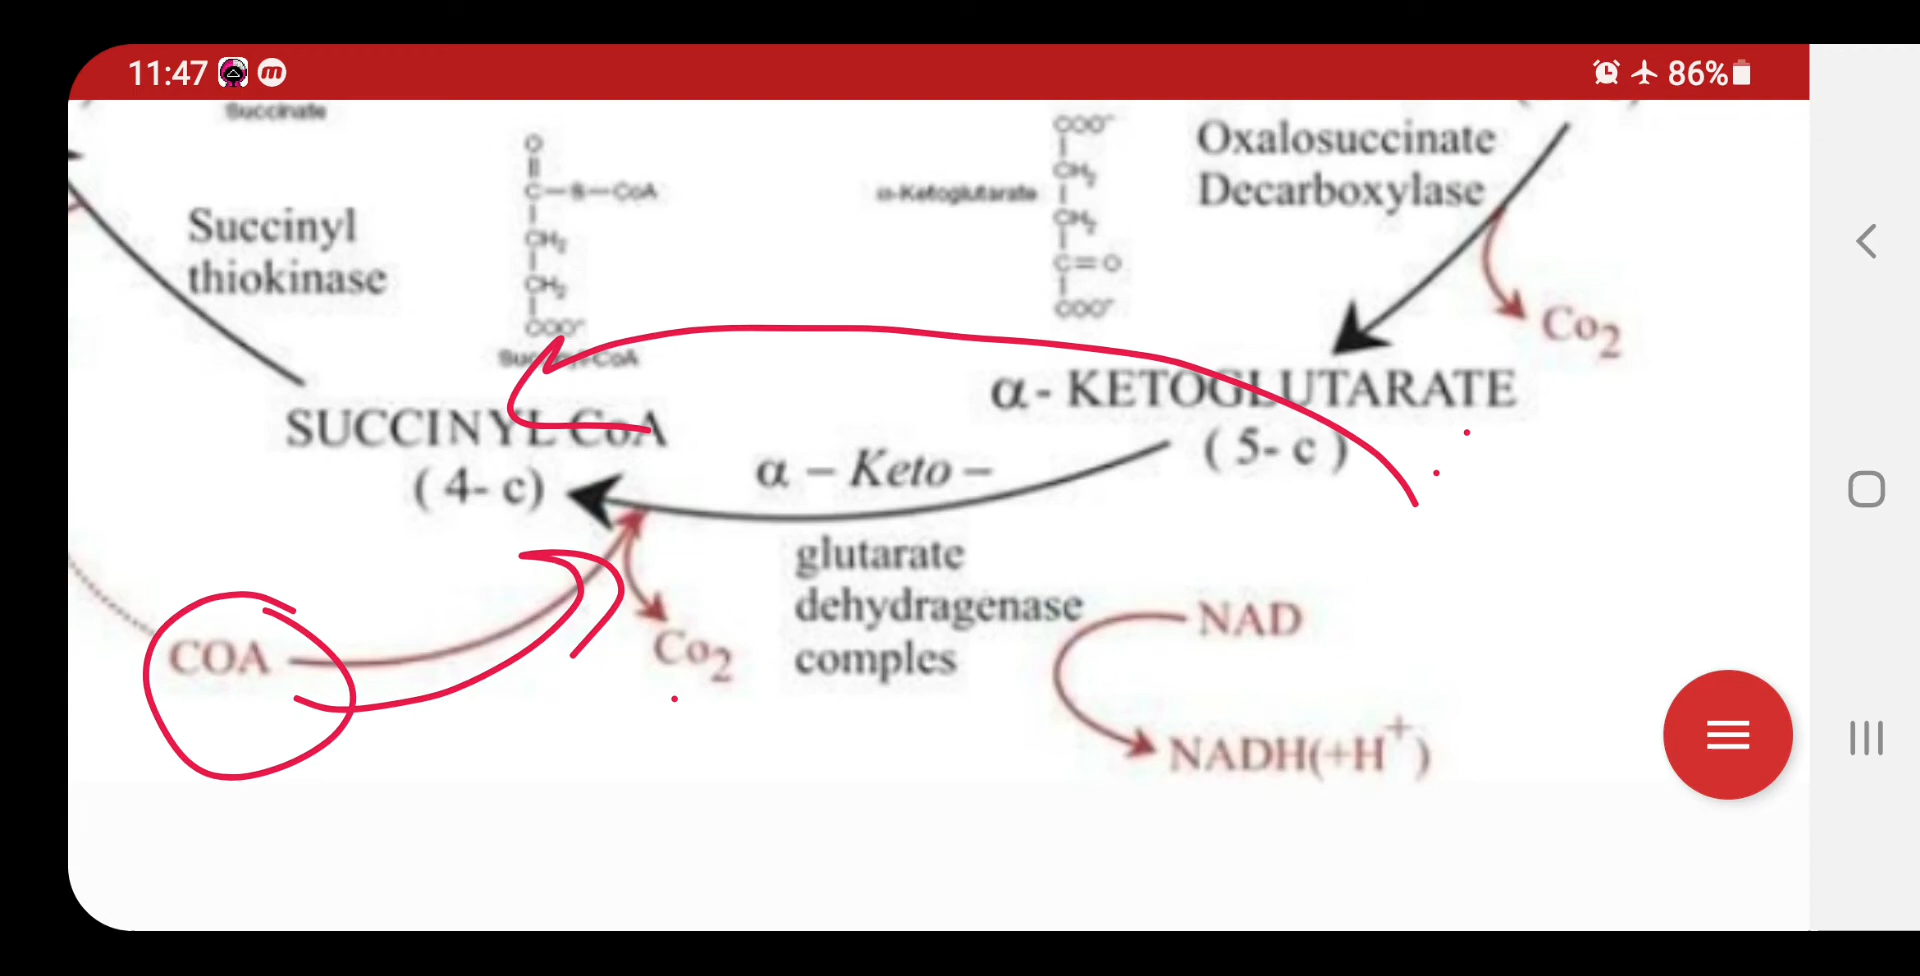 11:47
86%
Succinate
O
C—S—CoA
CH2
CH2
COO-
Succinyl
thiokinase
α-Ketoglutarate
COO-
CH2
CH2
C=O
COO-
Oxalosuccinate
Decarboxylase
Co2
α- KETOGLUTARATE
( 5- c )
SUCCINYL CoA
( 4- c)
α – Keto –
glutarate
dehydragenase
comples
COA
Co2
NAD
NADH(+H+)